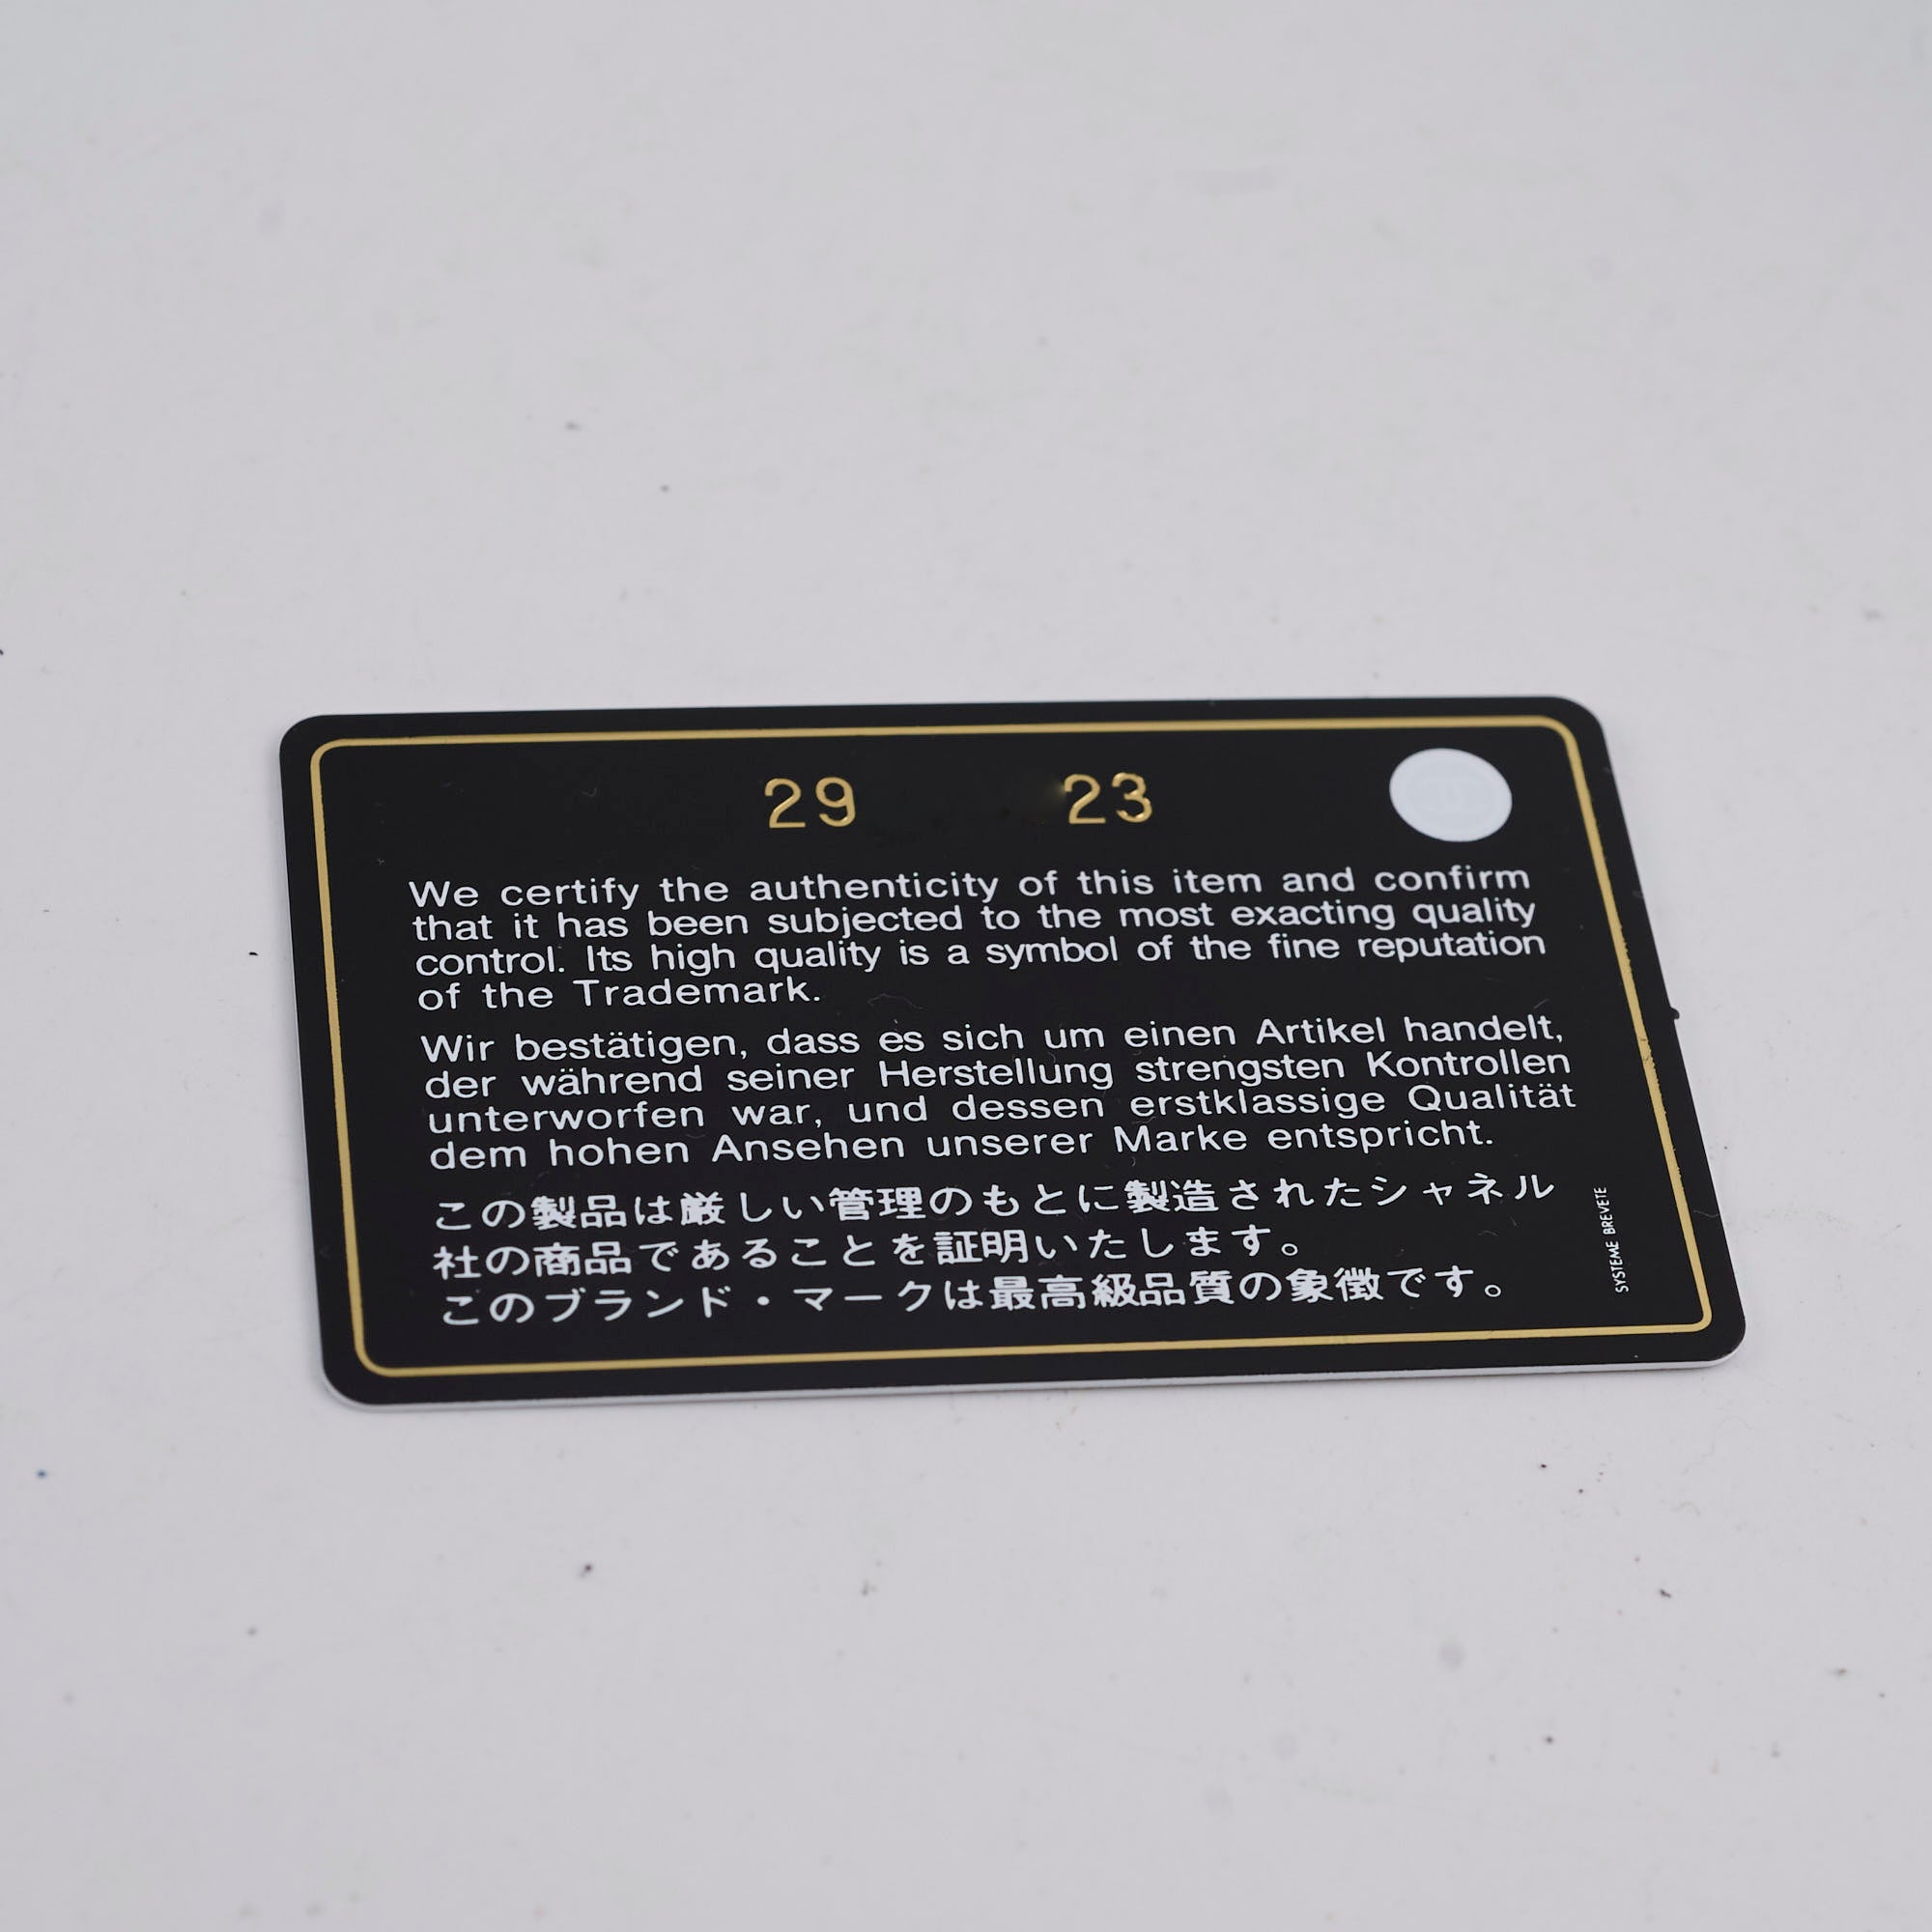 29 23
We certify the authenticity of this item and confirm
that it has been subjected to the most exacting quality
control. Its high quality is a symbol of the fine reputation
of the Trademark.
Wir bestätigen, dass es sich um einen Artikel handelt,
der während seiner Herstellung strengsten Kontrollen
unterworfen war, und dessen erstklassige Qualität
dem hohen Ansehen unserer Marke entspricht.
この製品は厳しい管理のもとに製造されたシャネル
社の商品であることを証明いたします。
このブランド・マークは最高級品質の象徴です。
SYSTEME BREVETE